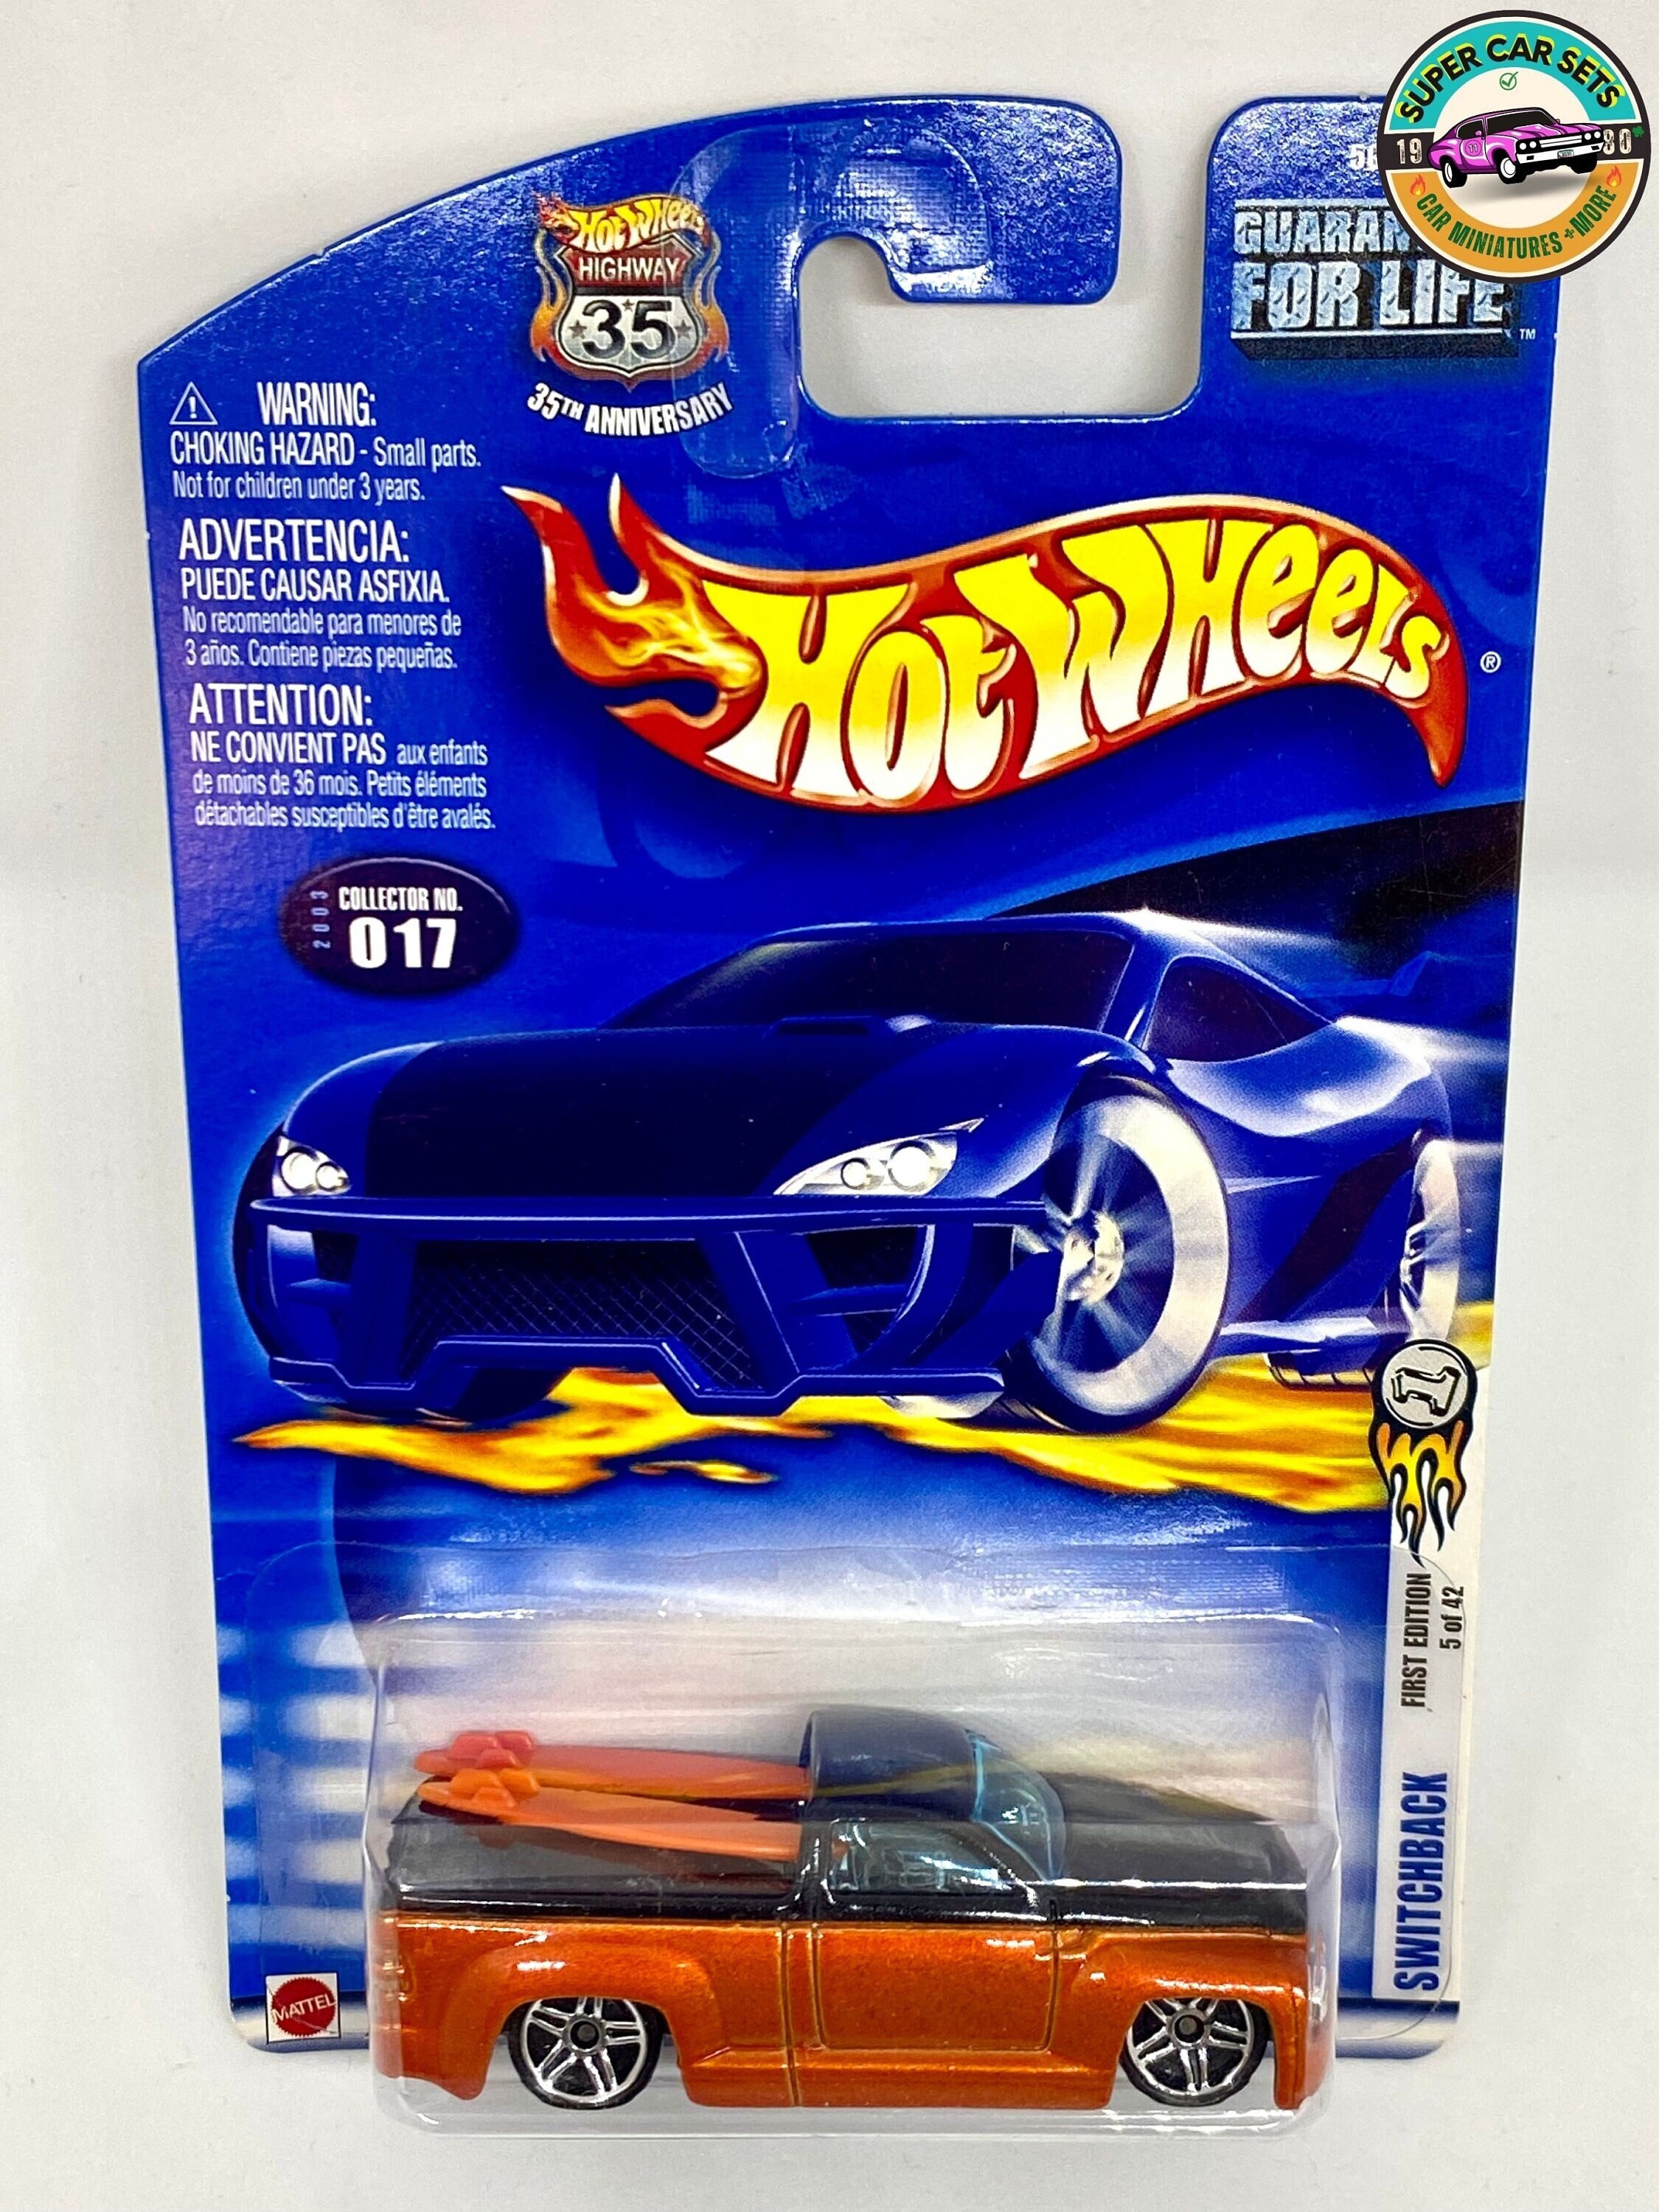 SUPER CAR SETS
19 80
CAR MINIATURES + MORE
HOT WHEELS
HIGHWAY
35
35TH ANNIVERSARY
FOR LIFE™
WARNING:
CHOKING HAZARD - Small parts.
Not for children under 3 years.
ADVERTENCIA:
PUEDE CAUSAR ASFIXIA.
No recomendable para menores de
3 años. Contiene piezas pequeñas.
ATTENTION:
NE CONVIENT PAS aux enfants
de moins de 36 mois. Petits éléments
détachables susceptibles d'être avalés.
HOT WHEELS®
2003
COLLECTOR NO.
017
1
FIRST EDITION
5 of 42
SWITCHBACK
MATTEL